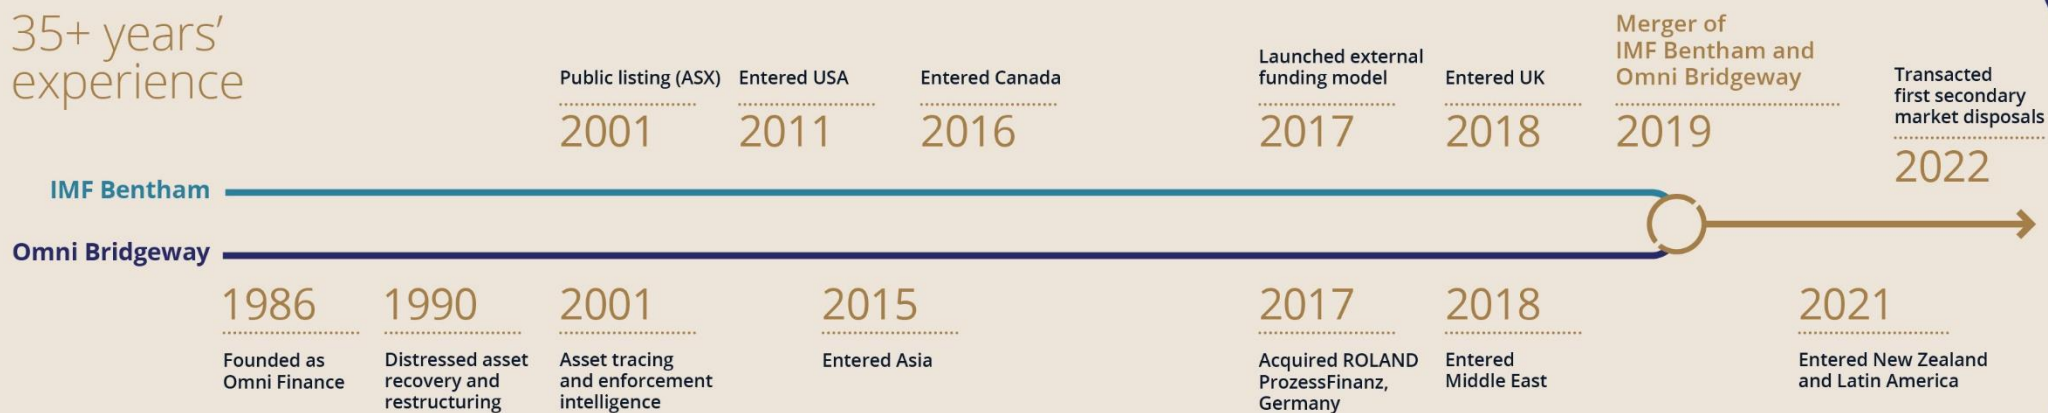 35+ years’
experience
Public listing (ASX)
2001
Entered USA
2011
Entered Canada
2016
Launched external
funding model
2017
Entered UK
2018
Merger of
IMF Bentham and
Omni Bridgeway
2019
Transacted
first secondary
market disposals
2022
IMF Bentham
Omni Bridgeway
1986
Founded as
Omni Finance
1990
Distressed asset
recovery and
restructuring
2001
Asset tracing
and enforcement
intelligence
2015
Entered Asia
2017
Acquired ROLAND
ProzessFinanz,
Germany
2018
Entered
Middle East
2021
Entered New Zealand
and Latin America